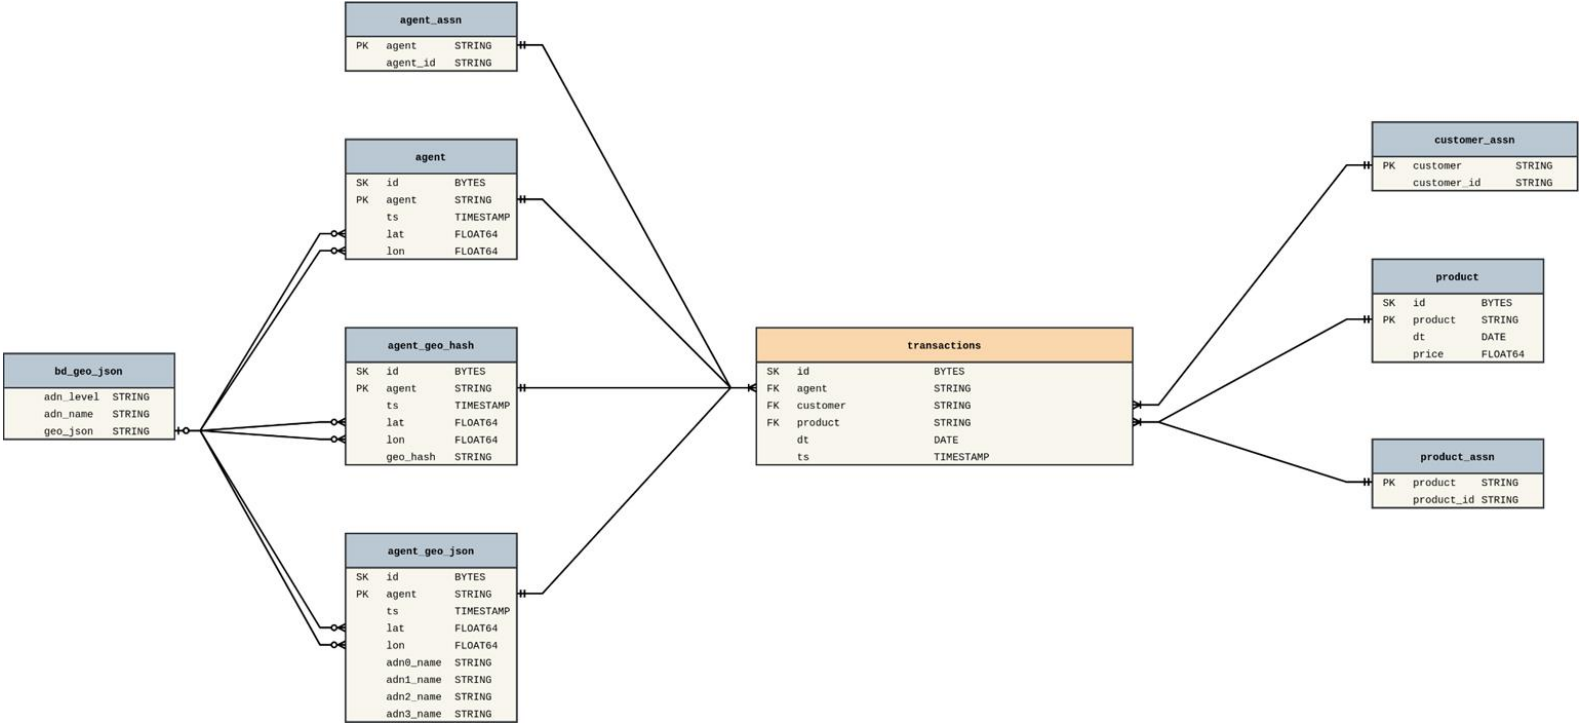 agent_assn
PK agent STRING
agent_id STRING
agent
SK id BYTES
PK agent STRING
ts TIMESTAMP
lat FLOAT64
lon FLOAT64
bd_geo_json
adn_level STRING
adn_name STRING
geo_json STRING
agent_geo_hash
SK id BYTES
PK agent STRING
ts TIMESTAMP
lat FLOAT64
lon FLOAT64
geo_hash STRING
agent_geo_json
SK id BYTES
PK agent STRING
ts TIMESTAMP
lat FLOAT64
lon FLOAT64
adn0_name STRING
adn1_name STRING
adn2_name STRING
adn3_name STRING
transactions
SK id BYTES
FK agent STRING
FK customer STRING
FK product STRING
dt DATE
ts TIMESTAMP
customer_assn
PK customer STRING
customer_id STRING
product
SK id BYTES
PK product STRING
dt DATE
price FLOAT64
product_assn
PK product STRING
product_id STRING